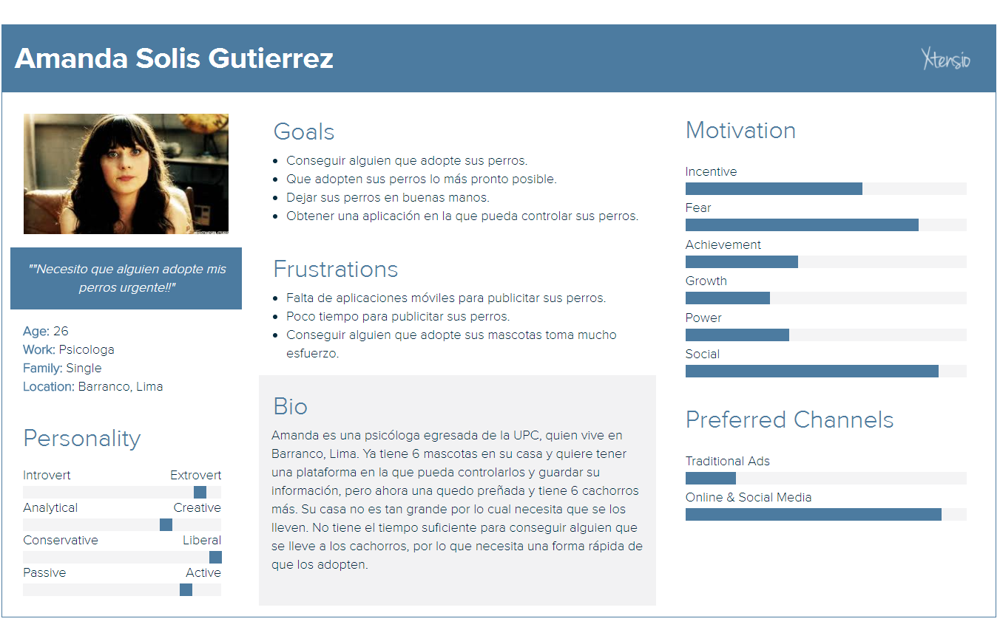 Amanda Solis Gutierrez
Xtensio
""Necesito que alguien adopte mis
perros urgente!!"
Age: 26
Work: Psicologa
Family: Single
Location: Barranco, Lima
Personality
Introvert Extrovert
Analytical Creative
Conservative Liberal
Passive Active
Goals
• Conseguir alguien que adopte sus perros.
• Que adopten sus perros lo más pronto posible.
• Dejar sus perros en buenas manos.
• Obtener una aplicación en la que pueda controlar sus perros.
Frustrations
• Falta de aplicaciones móviles para publicitar sus perros.
• Poco tiempo para publicitar sus perros.
• Conseguir alguien que adopte sus mascotas toma mucho
esfuerzo.
Bio
Amanda es una psicóloga egresada de la UPC, quien vive en
Barranco, Lima. Ya tiene 6 mascotas en su casa y quiere tener
una plataforma en la que pueda controlarlos y guardar su
información, pero ahora una quedo preñada y tiene 6 cachorros
más. Su casa no es tan grande por lo cual necesita que se los
lleven. No tiene el tiempo suficiente para conseguir alguien que
se lleve a los cachorros, por lo que necesita una forma rápida de
que los adopten.
Motivation
Incentive
Fear
Achievement
Growth
Power
Social
Preferred Channels
Traditional Ads
Online & Social Media